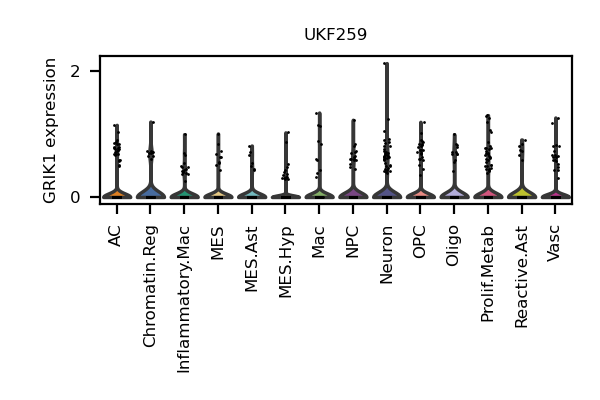 UKF259
GRIK1 expression
2
0
AC
Chromatin.Reg
Inflammatory.Mac
MES
MES.Ast
MES.Hyp
Mac
NPC
Neuron
OPC
Oligo
Prolif.Metab
Reactive.Ast
Vasc